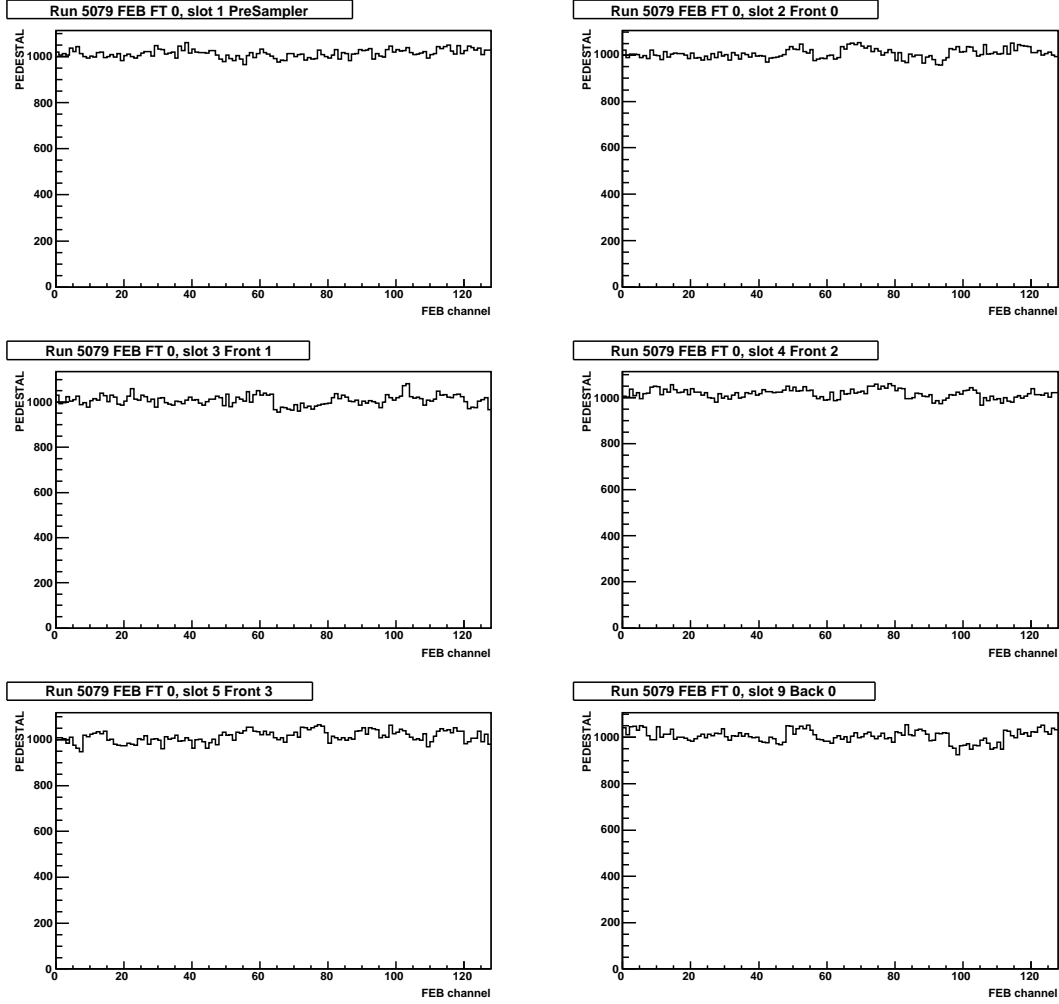 Run 5079 FEB FT 0, slot 1 PreSampler
PEDESTAL
1000
800
600
400
200
0
0 20 40 60 80 100 120
FEB channel
Run 5079 FEB FT 0, slot 2 Front 0
PEDESTAL
1000
800
600
400
200
0
0 20 40 60 80 100 120
FEB channel
Run 5079 FEB FT 0, slot 3 Front 1
PEDESTAL
1000
800
600
400
200
0
0 20 40 60 80 100 120
FEB channel
Run 5079 FEB FT 0, slot 4 Front 2
PEDESTAL
1000
800
600
400
200
0
0 20 40 60 80 100 120
FEB channel
Run 5079 FEB FT 0, slot 5 Front 3
PEDESTAL
1000
800
600
400
200
0
0 20 40 60 80 100 120
FEB channel
Run 5079 FEB FT 0, slot 9 Back 0
PEDESTAL
1000
800
600
400
200
0
0 20 40 60 80 100 120
FEB channel